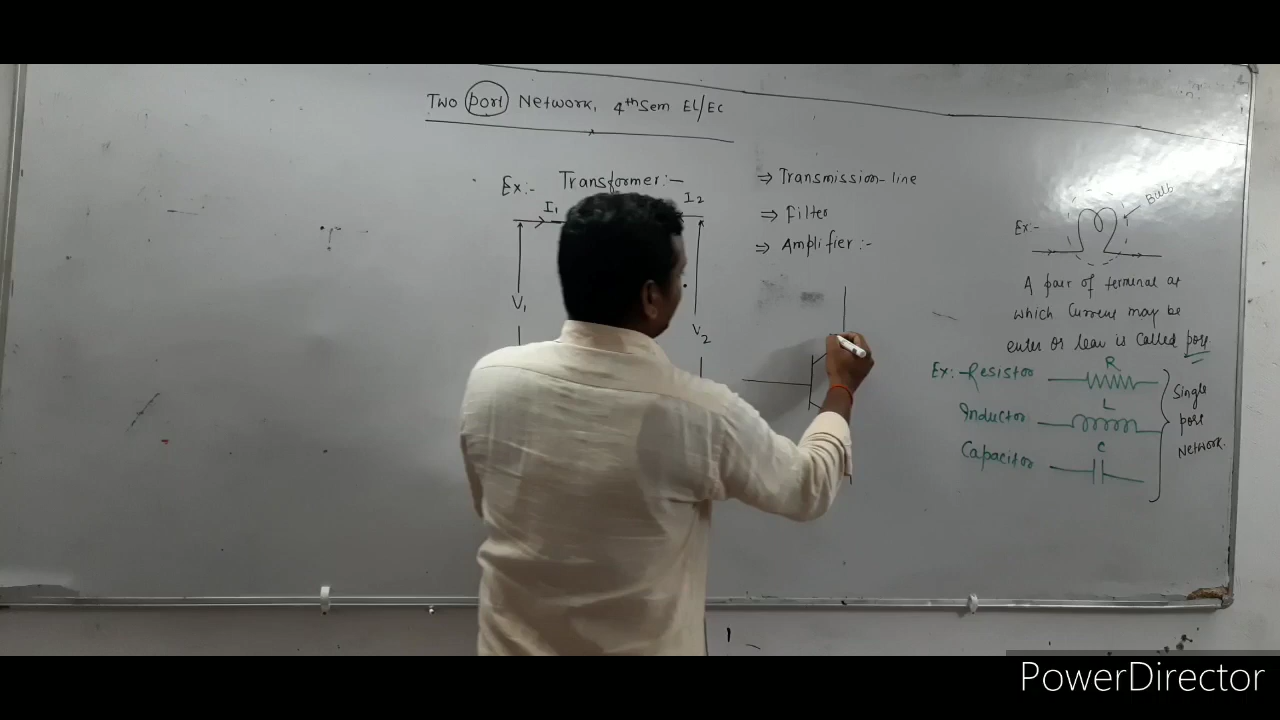 Two port Network, 4th Sem EL/EC
Ex:- Transformer:-
I1
I2
V1
V2
⇒ Transmission-line
⇒ Filter
⇒ Amplifier:-
Bulb
Ex:-
A pair of terminal at
which Current may be
enter or leav is called port
Ex:- Resistor R
Inductor L
Capacitor C
Single
port
Network.
PowerDirector